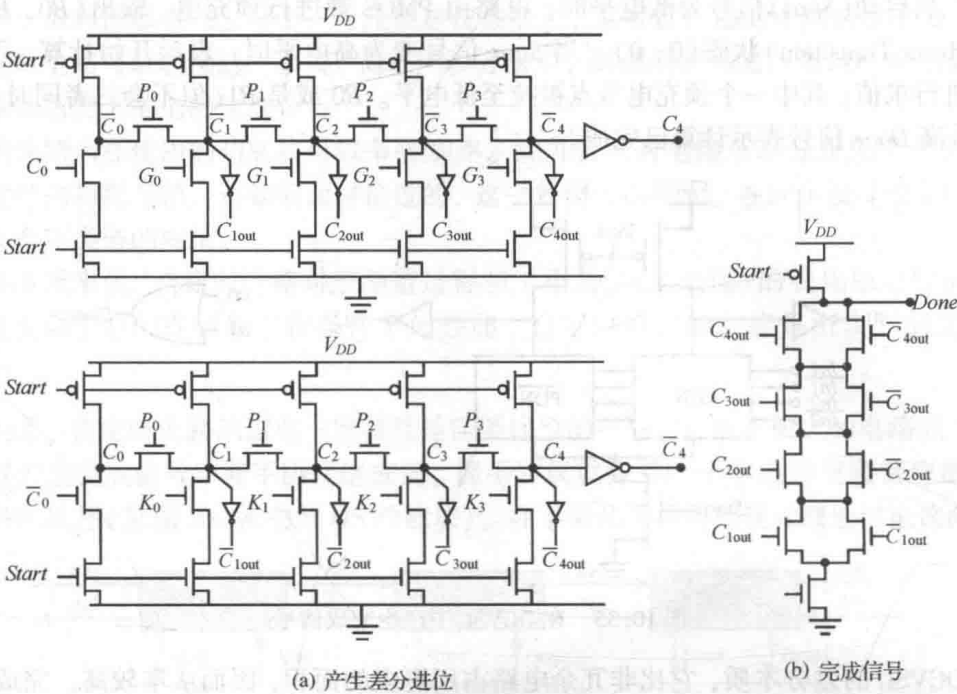 V_DD
Start
P_0 P_1 P_2 P_3
C̅_0 C̅_1 C̅_2 C̅_3 C̅_4 C_4
C_0 G_0 G_1 G_2 G_3
C_1out C_2out C_3out C_4out
Start
V_DD
Start
P_0 P_1 P_2 P_3
C_0 C_1 C_2 C_3 C_4 C̅_4
C̅_0 K_0 K_1 K_2 K_3
C̅_1out C̅_2out C̅_3out C̅_4out
Start
(a) 产生差分进位
V_DD
Start
Done
C_4out C̅_4out
C_3out C̅_3out
C_2out C̅_2out
C_1out C̅_1out
(b) 完成信号